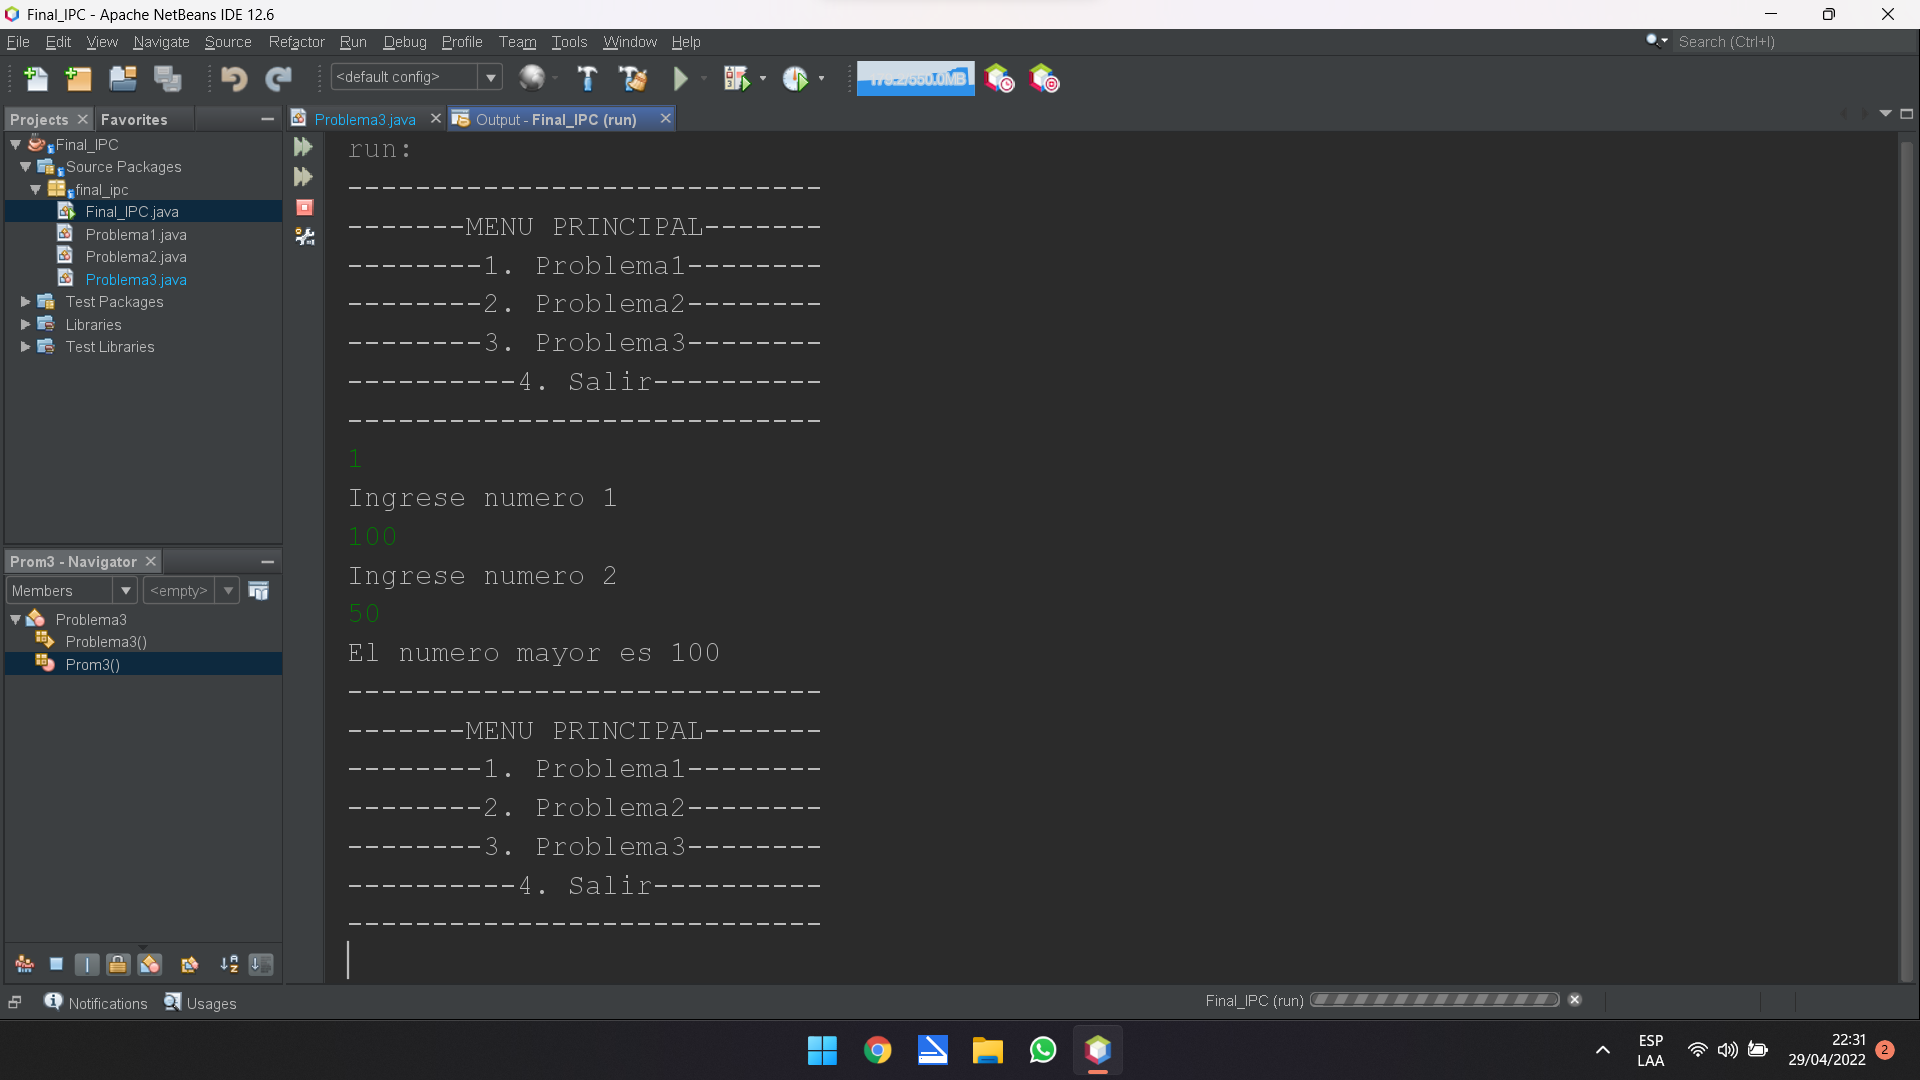 Final_IPC - Apache NetBeans IDE 12.6
File Edit View Navigate Source Refactor Run Debug Profile Team Tools Window Help
Search (Ctrl+I)
<default config>
Projects Favorites
Problema3.java
Output - Final_IPC (run)
Final_IPC
Source Packages
final_ipc
Final_IPC.java
Problema1.java
Problema2.java
Problema3.java
Test Packages
Libraries
Test Libraries
Prom3 - Navigator
Members <empty>
Problema3
Problema3()
Prom3()
run:
----------------------------
-------MENU PRINCIPAL-------
--------1. Problema1--------
--------2. Problema2--------
--------3. Problema3--------
----------4. Salir----------
----------------------------
1
Ingrese numero 1
100
Ingrese numero 2
50
El numero mayor es 100
----------------------------
-------MENU PRINCIPAL-------
--------1. Problema1--------
--------2. Problema2--------
--------3. Problema3--------
----------4. Salir----------
----------------------------
Notifications Usages
Final_IPC (run)
ESP
LAA
22:31
29/04/2022
2